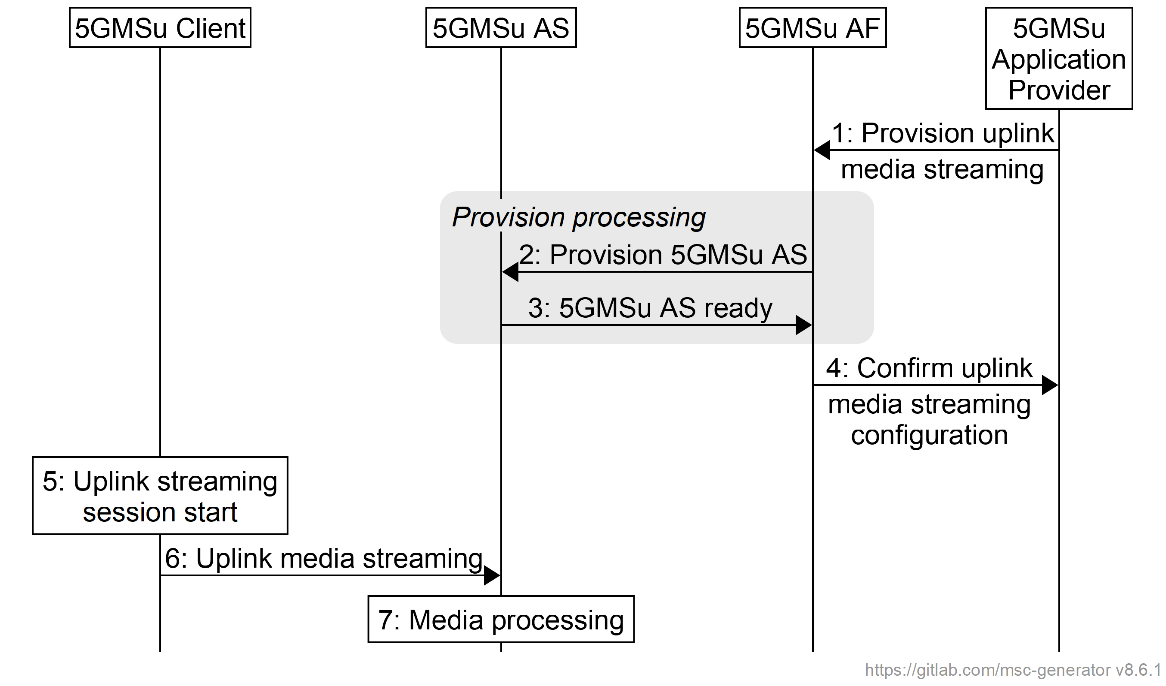 5GMSu Client
5GMSu AS
5GMSu AF
5GMSu
Application
Provider
1: Provision uplink
media streaming
Provision processing
2: Provision 5GMSu AS
3: 5GMSu AS ready
4: Confirm uplink
media streaming
configuration
5: Uplink streaming
session start
6: Uplink media streaming
7: Media processing
https://gitlab.com/msc-generator v8.6.1